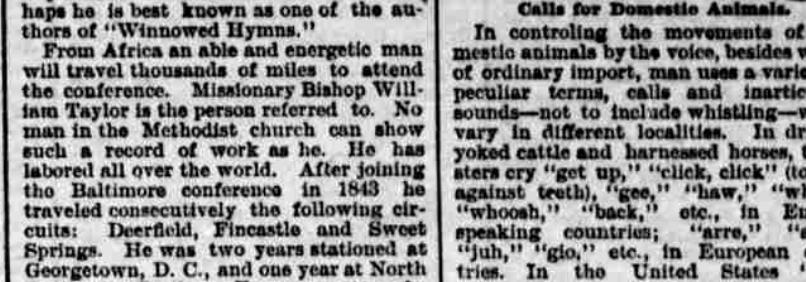 haps he is best known as one of the au-
thors of "Winnowed Hymns."
From Africa an able and energetic man
will travel thousands of miles to attend
the conference. Missionary Bishop Will-
iam Taylor is the person referred to. No
man in the Methodist church can show
such a record of work as he. He has
labored all over the world. After joining
the Baltimore conference in 1843 he
traveled consecutively the following cir-
cuits: Deerfield, Fincastle and Sweet
Springs. He was two years stationed at
Georgetown, D. C., and one year at North
Calls for Domestic Animals.
In controling the movements of
mestic animals by the voice, besides
of ordinary import, man uses a vari
peculiar terms, calls and inartic
sounds—not to include whistling—
vary in different localities. In dr
yoked cattle and harnessed horses,
sters cry "get up," "click, click" (to
against teeth), "gee," "haw," "w
"whoosh," "back," etc., in E
speaking countries; "arre,"
"juh," "gio," etc., in European
tries. In the United States